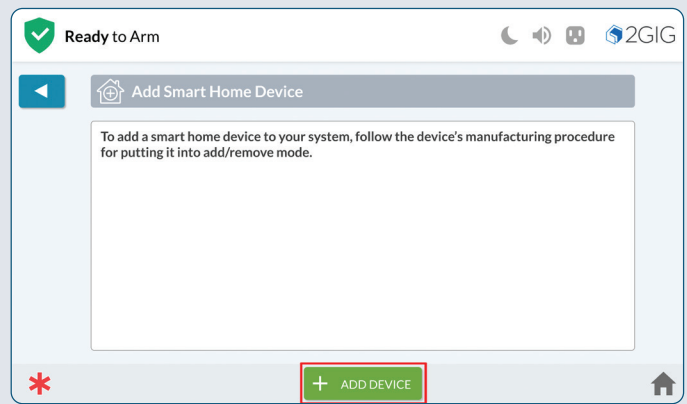 Ready to Arm
2GIG
Add Smart Home Device
To add a smart home device to your system, follow the device's manufacturing procedure
for putting it into add/remove mode.
+ ADD DEVICE